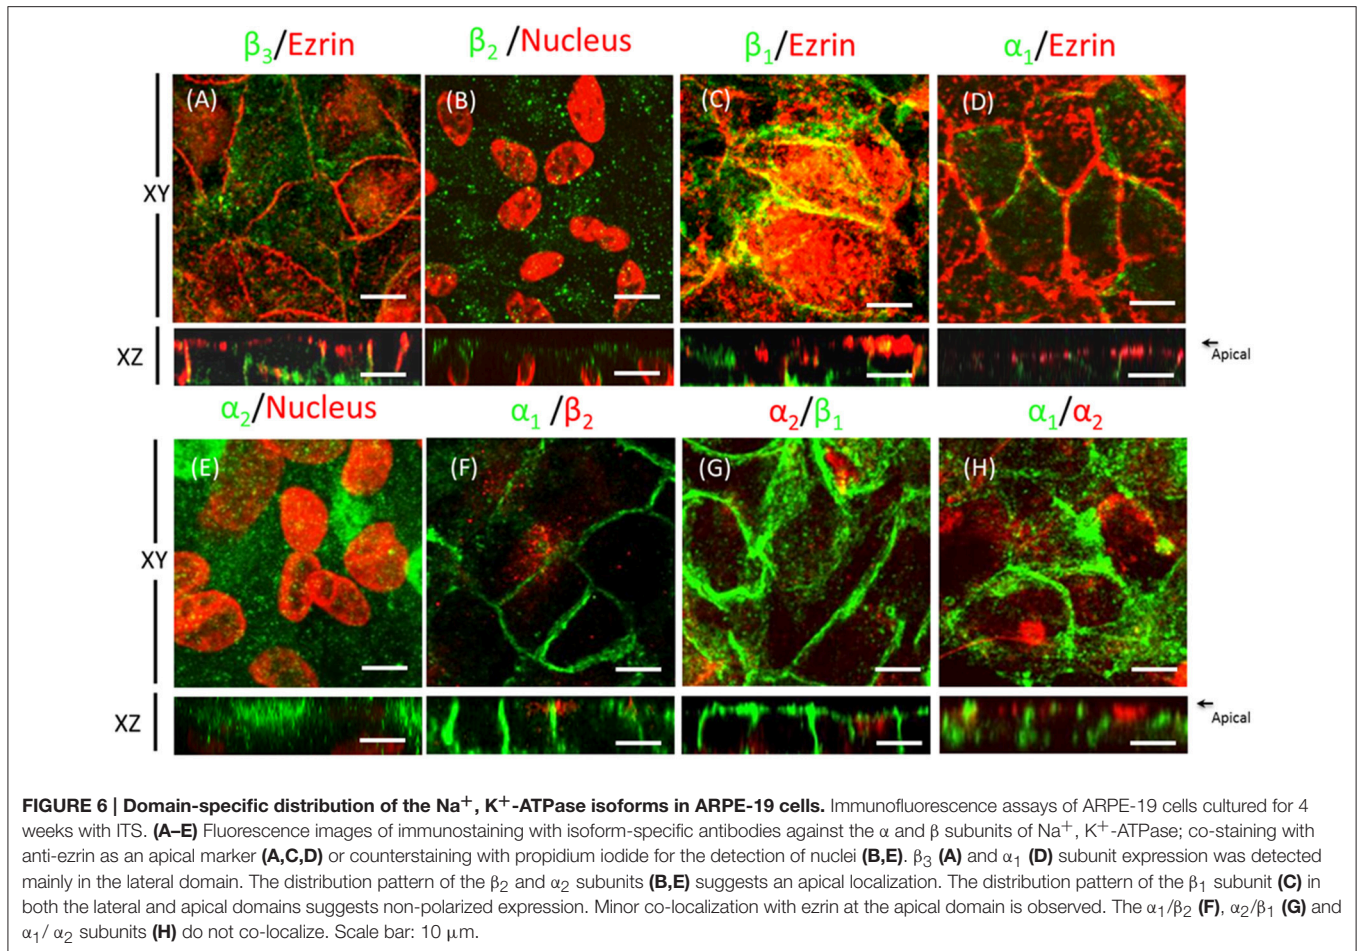 β3/Ezrin β2 /Nucleus β1/Ezrin α1/Ezrin
(A) (B) (C) (D)
XY
XZ
Apical
α2/Nucleus α1 /β2 α2/β1 α1/α2
(E) (F) (G) (H)
XY
XZ
Apical
FIGURE 6 | Domain-specific distribution of the Na+, K+-ATPase isoforms in ARPE-19 cells. Immunofluorescence assays of ARPE-19 cells cultured for 4
weeks with ITS. (A–E) Fluorescence images of immunostaining with isoform-specific antibodies against the α and β subunits of Na+, K+-ATPase; co-staining with
anti-ezrin as an apical marker (A,C,D) or counterstaining with propidium iodide for the detection of nuclei (B,E). β3 (A) and α1 (D) subunit expression was detected
mainly in the lateral domain. The distribution pattern of the β2 and α2 subunits (B,E) suggests an apical localization. The distribution pattern of the β1 subunit (C) in
both the lateral and apical domains suggests non-polarized expression. Minor co-localization with ezrin at the apical domain is observed. The α1/β2 (F), α2/β1 (G) and
α1/ α2 subunits (H) do not co-localize. Scale bar: 10 μm.